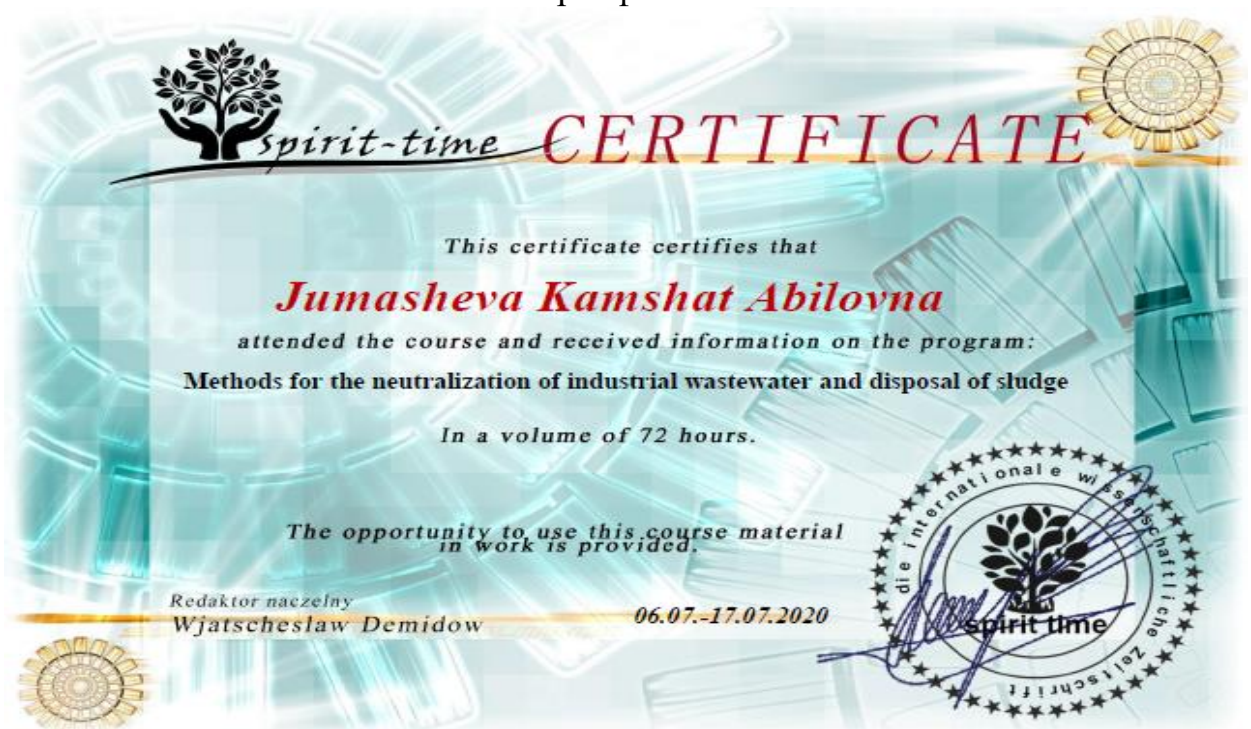 spirit-time
CERTIFICATE
This certificate certifies that
Jumasheva Kamshat Abilovna
attended the course and received information on the program:
Methods for the neutralization of industrial wastewater and disposal of sludge
In a volume of 72 hours.
The opportunity to use this course material
in work is provided.
Redaktor naczelny
Wjatscheslaw Demidow
06.07.-17.07.2020
die internationale wissenschaftliche Zeitschrift
spirit time